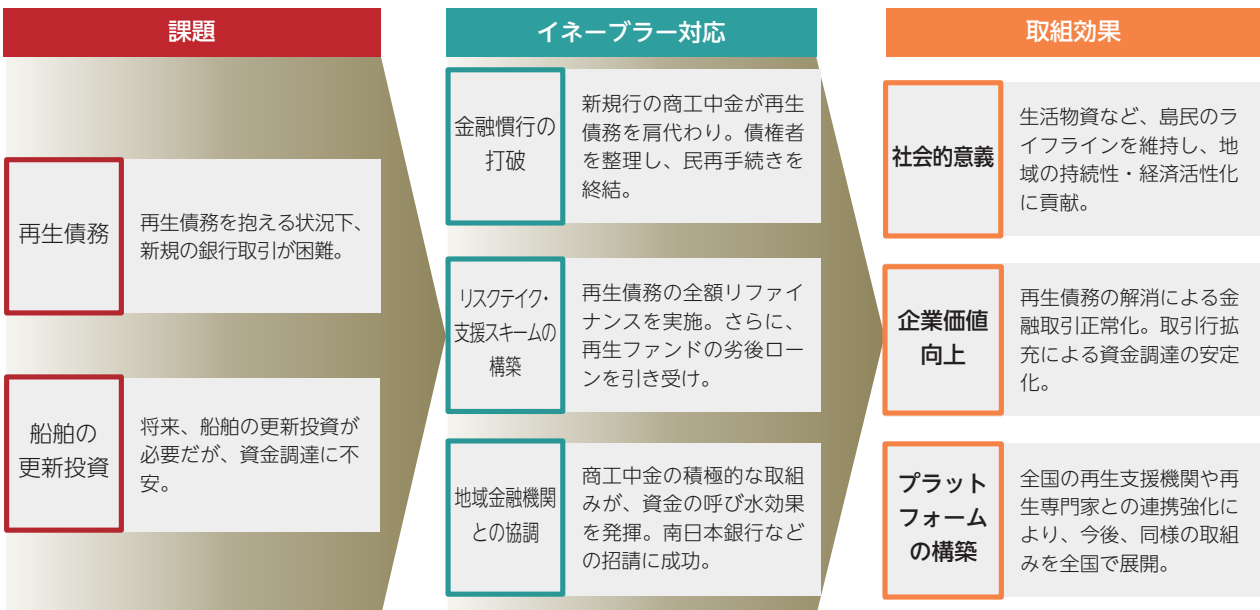 課題
再生債務
再生債務を抱える状況下、
新規の銀行取引が困難。
船舶の
更新投資
将来、船舶の更新投資が
必要だが、資金調達に不
安。
イネーブラー対応
金融慣行の
打破
新規行の商工中金が再生
債務を肩代わり。債権者
を整理し、民再手続きを
終結。
リスクテイク・
支援スキームの
構築
再生債務の全額リファイ
ナンスを実施。さらに、
再生ファンドの劣後ロー
ンを引き受け。
地域金融機関
との協調
商工中金の積極的な取組
みが、資金の呼び水効果
を発揮。南日本銀行など
の招請に成功。
取組効果
社会的意義
生活物資など、島民のラ
イフラインを維持し、地
域の持続性・経済活性化
に貢献。
企業価値
向上
再生債務の解消による金
融取引正常化。取引行拡
充による資金調達の安定
化。
プラット
フォーム
の構築
全国の再生支援機関や再
生専門家との連携強化に
より、今後、同様の取組
みを全国で展開。